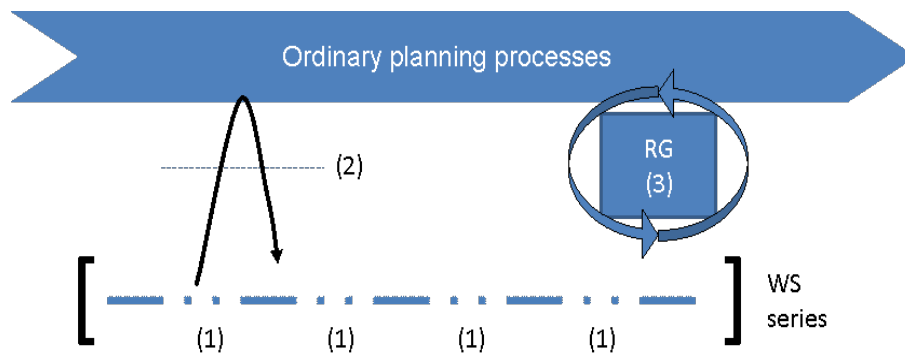 Ordinary planning processes
RG
(3)
(2)
WS
series
(1) (1) (1) (1)